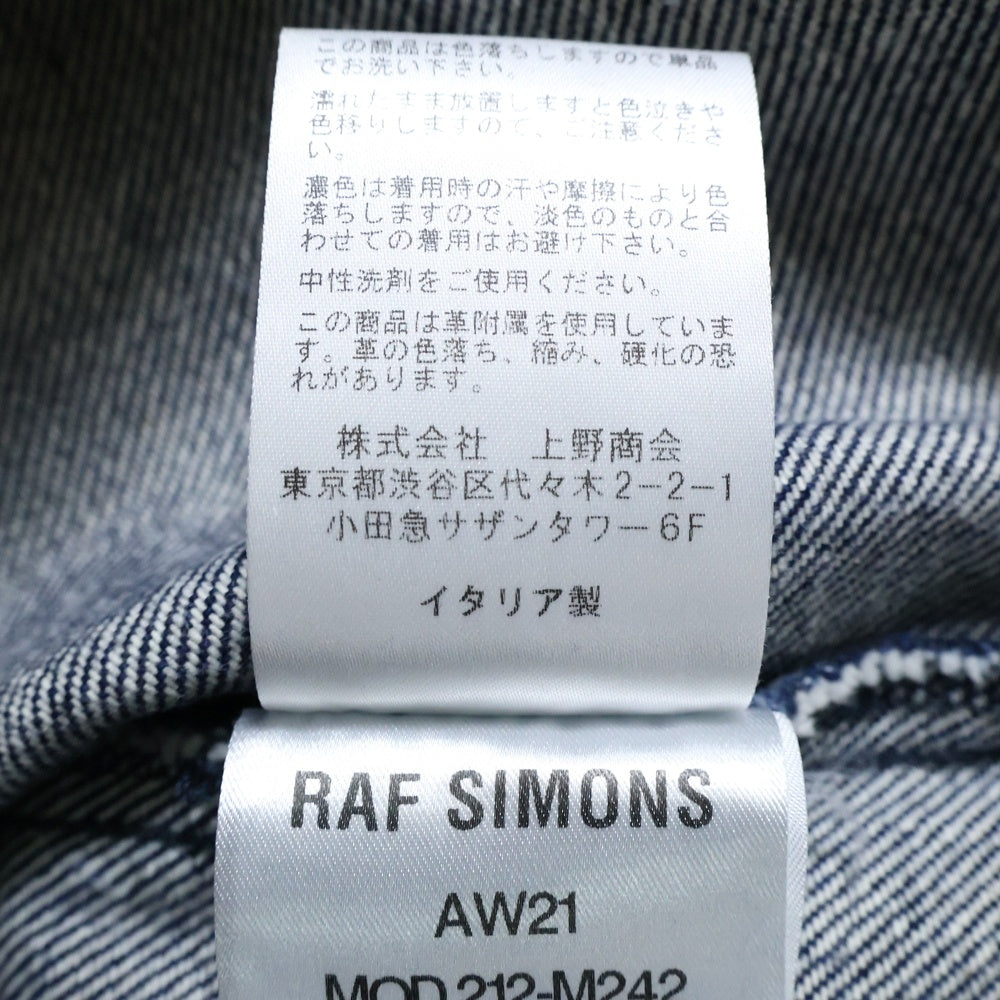 この商品は色落ちしますので単品
でお洗い下さい。
濡れたまま放置しますと色泣きや
色移りしますので、ご注意くださ
い。
濃色は着用時の汗や摩擦により色
落ちしますので、淡色のものと合
わせての着用はお避け下さい。
中性洗剤をご使用ください。
この商品は革附属を使用していま
す。革の色落ち、縮み、硬化の恐
れがあります。
株式会社　上野商会
東京都渋谷区代々木2-2-1
小田急サザンタワー6F
イタリア製
RAF SIMONS
AW21
MOD.212-M242